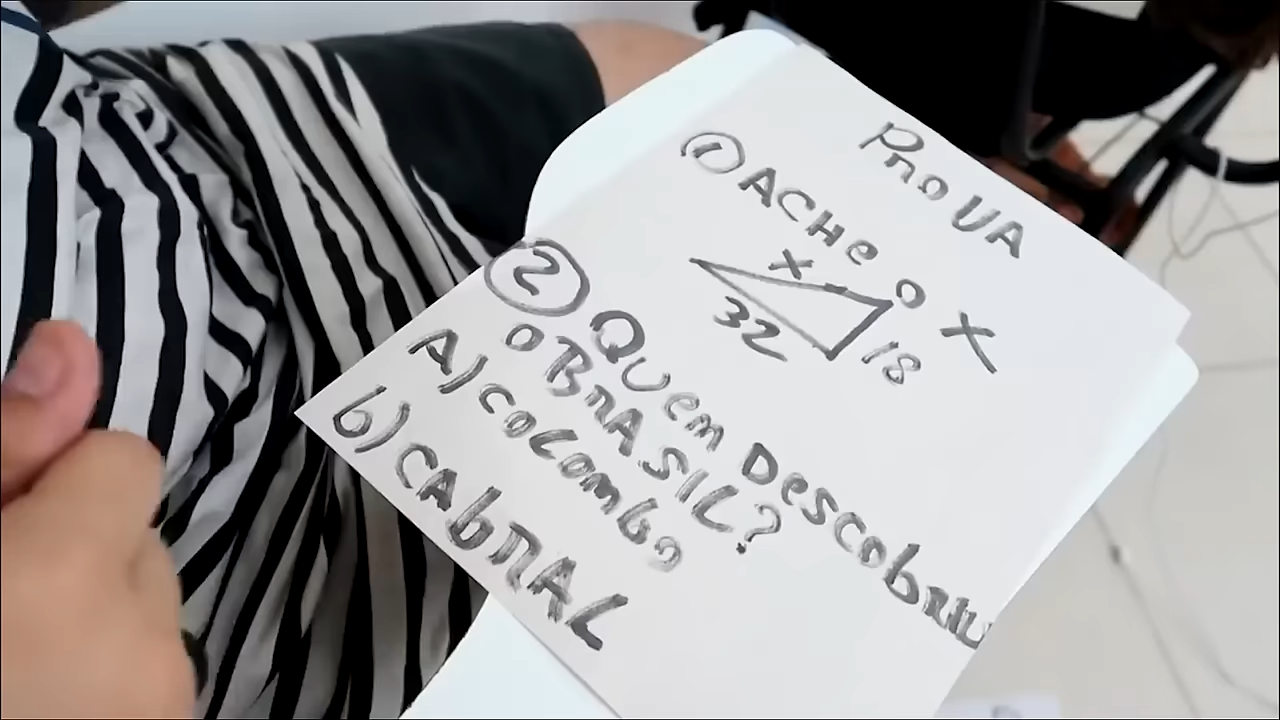 PROVA
① ACHE O X
X
32
18
② QUEM DESCOBRIU
O BRASIL?
A) COLOMBO
b) CABRAL